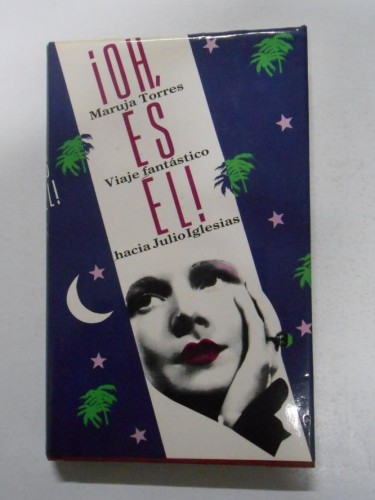 ¡OH,
Maruja Torres
ES
Viaje fantástico
ÉL!
hacia Julio Iglesias